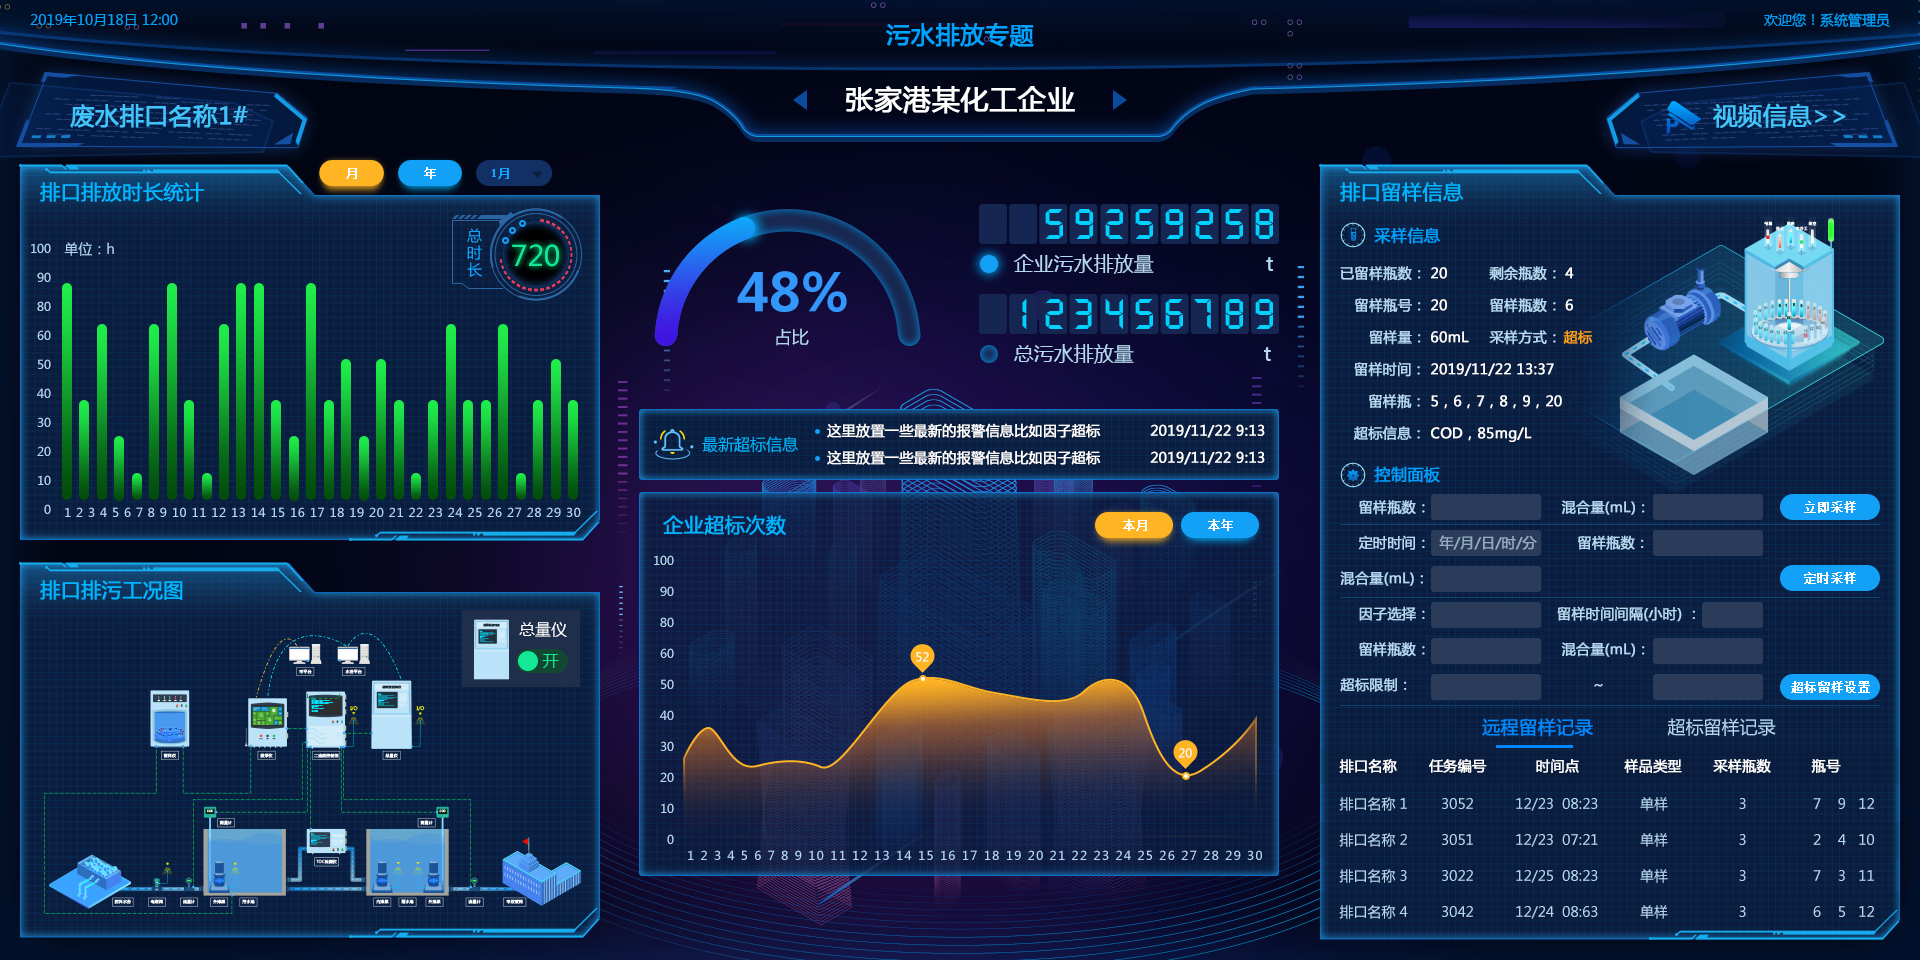 2019年10月18日 12:00
污水排放专题
欢迎您！系统管理员
废水排口名称1#
张家港某化工企业
视频信息>>
排口排放时长统计
月
年
1月
总时长
720
单位：h
100
90
80
70
60
50
40
30
20
10
0
1 2 3 4 5 6 7 8 9 10 11 12 13 14 15 16 17 18 19 20 21 22 23 24 25 26 27 28 29 30
排口排污工况图
总量仪
开
48%
占比
59259258
企业污水排放量 t
123456789
总污水排放量 t
最新超标信息
这里放置一些最新的报警信息比如因子超标 2019/11/22 9:13
这里放置一些最新的报警信息比如因子超标 2019/11/22 9:13
企业超标次数
本月
本年
100
90
80
60
50
40
30
20
10
0
52
20
1 2 3 4 5 6 7 8 9 10 11 12 13 14 15 16 17 18 19 20 21 22 23 24 25 26 27 28 29 30
排口留样信息
采样信息
已留样瓶数：20 剩余瓶数：4
留样瓶号：20 留样瓶数：6
留样量：60mL 采样方式：超标
留样时间：2019/11/22 13:37
留样瓶：5，6，7，8，9，20
超标信息：COD，85mg/L
控制面板
留样瓶数： 混合量(mL)： 立即采样
定时时间： 年/月/日/时/分 留样瓶数：
混合量(mL)： 定时采样
因子选择： 留样时间间隔(小时)：
留样瓶数： 混合量(mL)：
超标限制： ~ 超标留样设置
远程留样记录 超标留样记录
排口名称 任务编号 时间点 样品类型 采样瓶数 瓶号
排口名称 1 3052 12/23 08:23 单样 3 7 9 12
排口名称 2 3051 12/23 07:21 单样 3 2 4 10
排口名称 3 3022 12/25 08:23 单样 3 7 3 11
排口名称 4 3042 12/24 08:63 单样 3 6 5 12